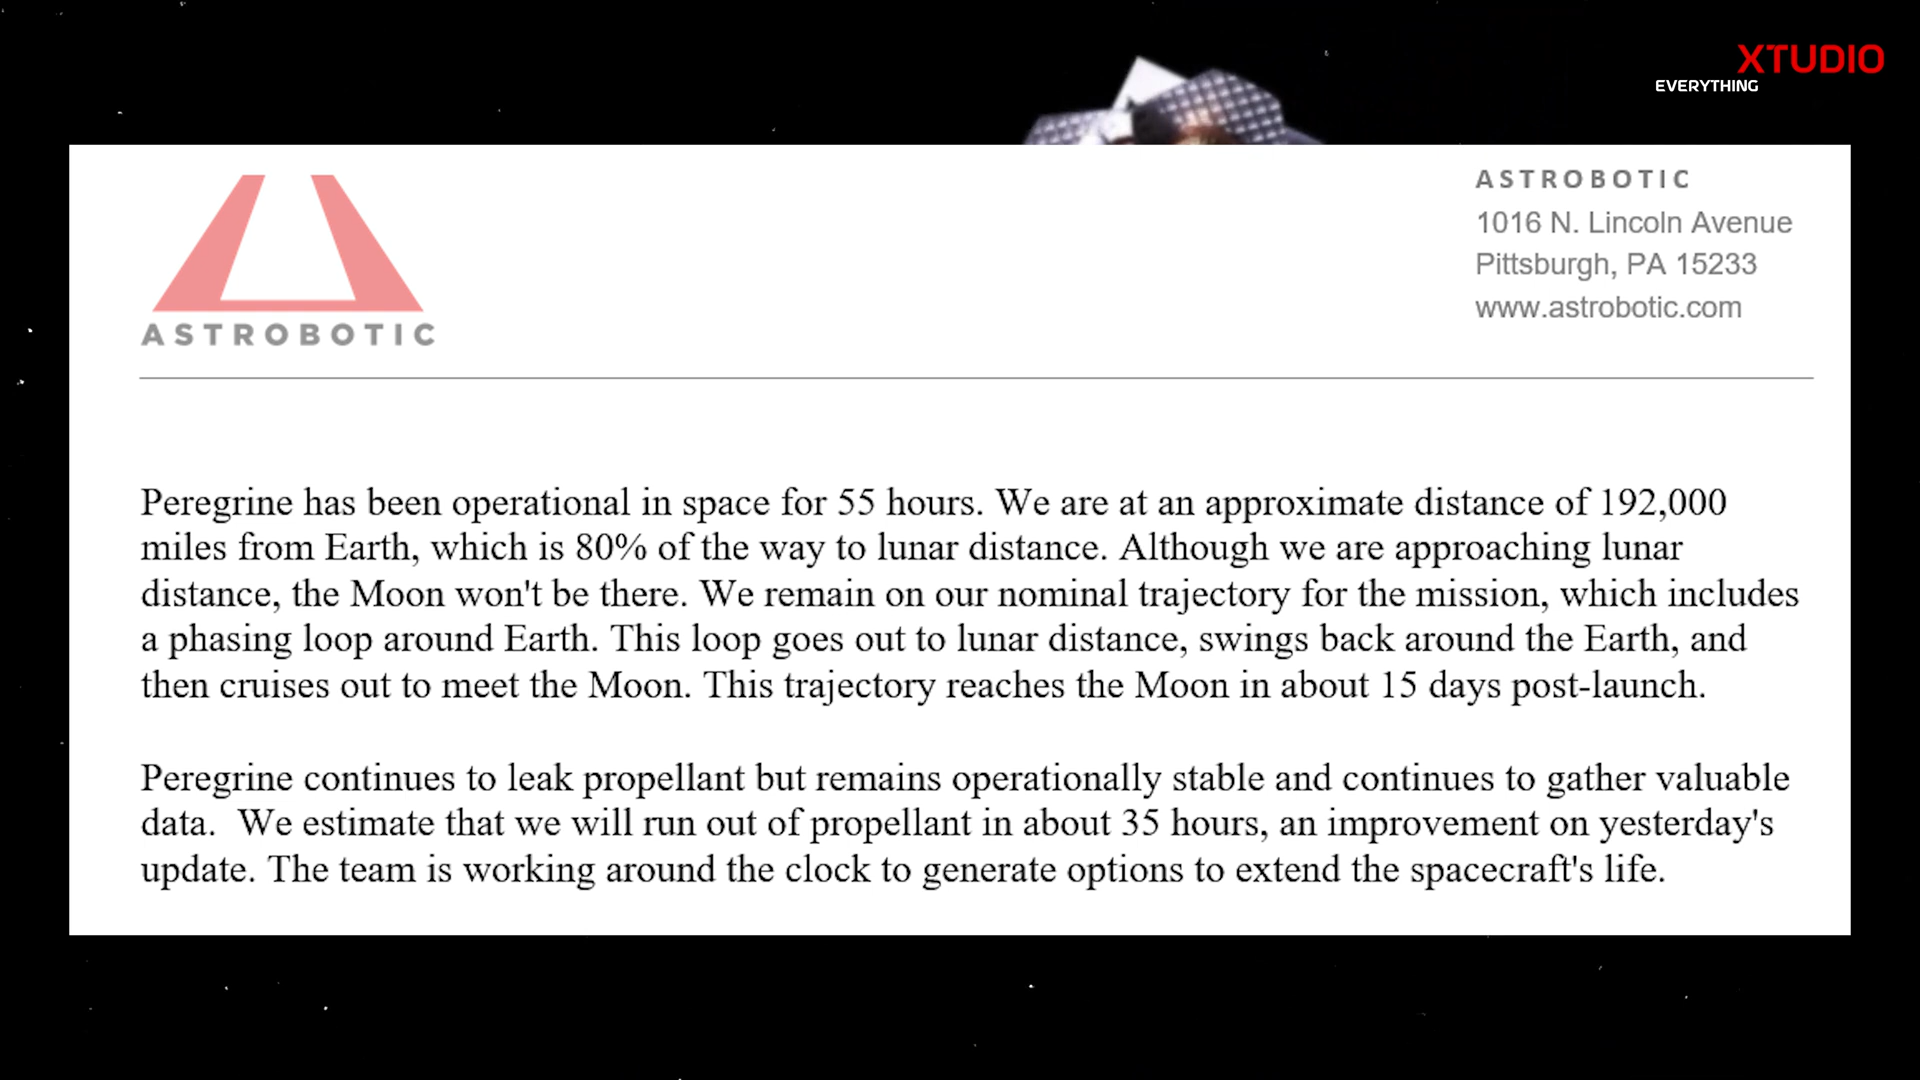 XTUDIO
EVERYTHING
ASTROBOTIC
ASTROBOTIC
1016 N. Lincoln Avenue
Pittsburgh, PA 15233
www.astrobotic.com
Peregrine has been operational in space for 55 hours. We are at an approximate distance of 192,000
miles from Earth, which is 80% of the way to lunar distance. Although we are approaching lunar
distance, the Moon won't be there. We remain on our nominal trajectory for the mission, which includes
a phasing loop around Earth. This loop goes out to lunar distance, swings back around the Earth, and
then cruises out to meet the Moon. This trajectory reaches the Moon in about 15 days post-launch.
Peregrine continues to leak propellant but remains operationally stable and continues to gather valuable
data.  We estimate that we will run out of propellant in about 35 hours, an improvement on yesterday's
update. The team is working around the clock to generate options to extend the spacecraft's life.